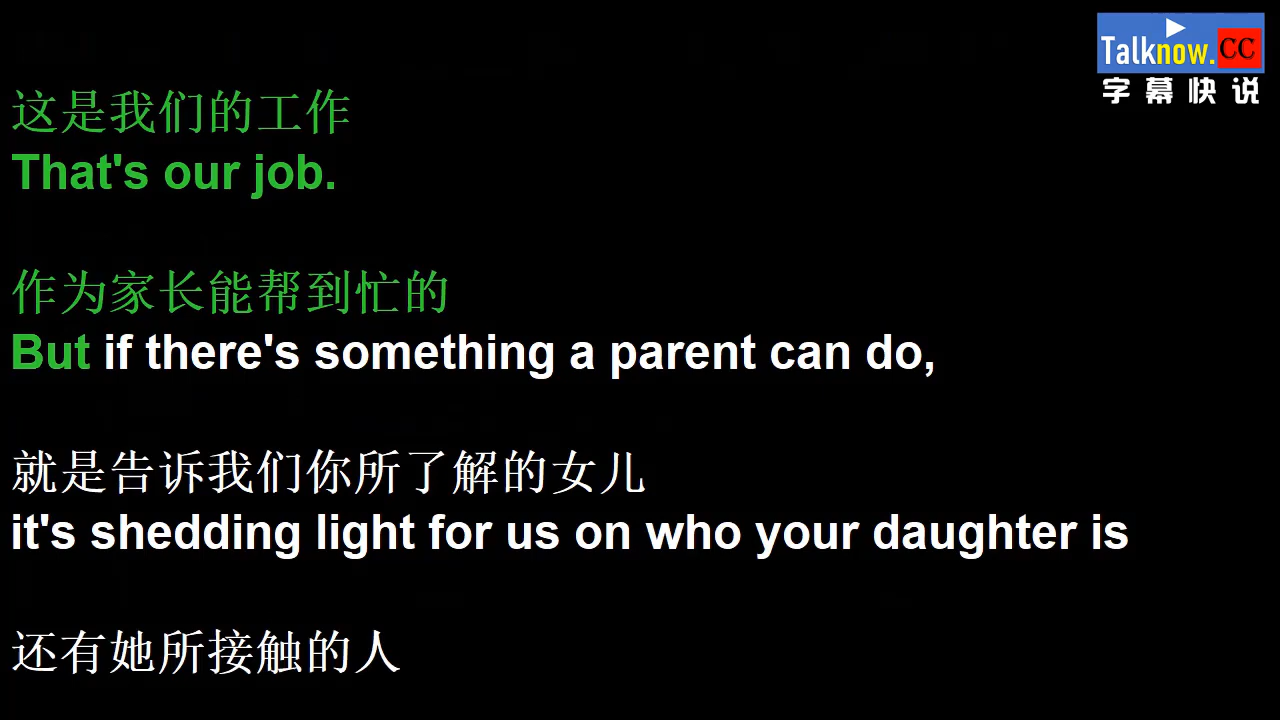 Talknow.CC
字幕快说
这是我们的工作
That's our job.
作为家长能帮到忙的
But if there's something a parent can do,
就是告诉我们你所了解的女儿
it's shedding light for us on who your daughter is
还有她所接触的人